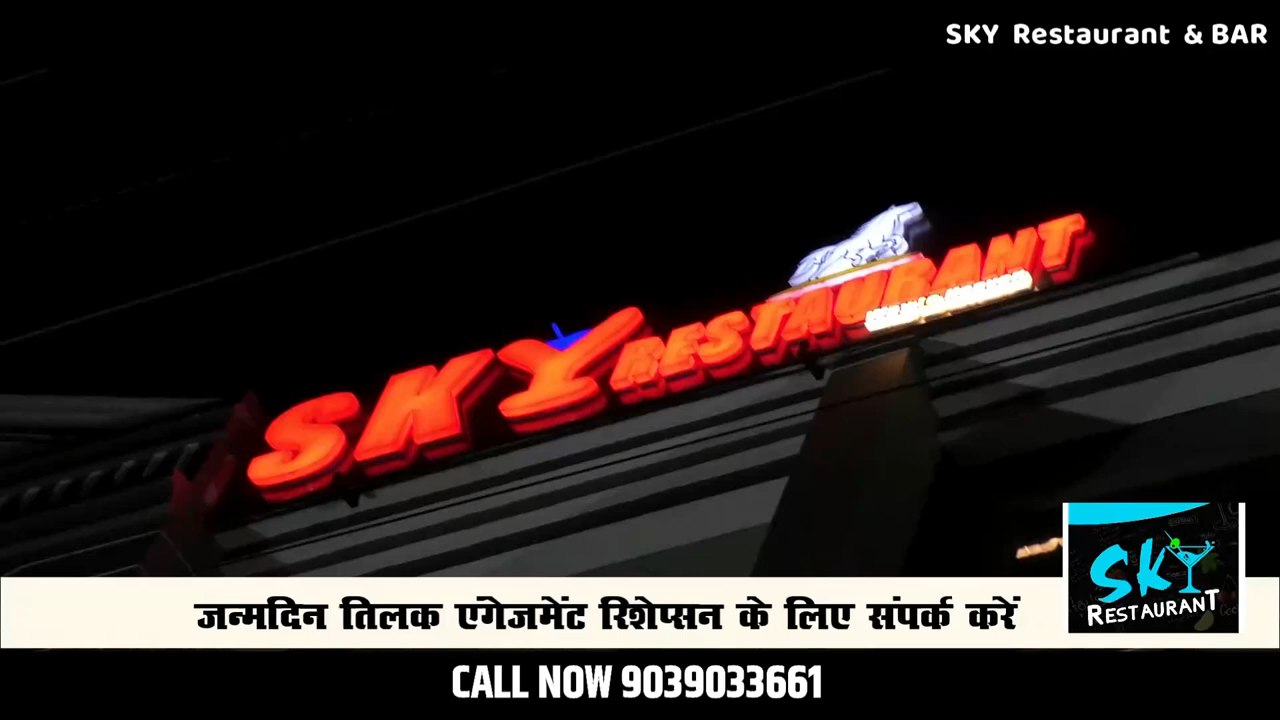 SKY Restaurant & BAR
SKY RESTAURANT
जन्मदिन तिलक एंगेजमेंट रिशेप्सन के लिए संपर्क करें
SKY
RESTAURANT
CALL NOW 9039033661